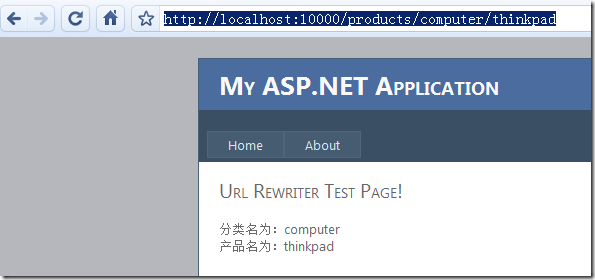 http://localhost:10000/products/computer/thinkpad
My ASP.NET Application
Home
About
Url Rewriter Test Page!
分类名为：computer
产品名为：thinkpad